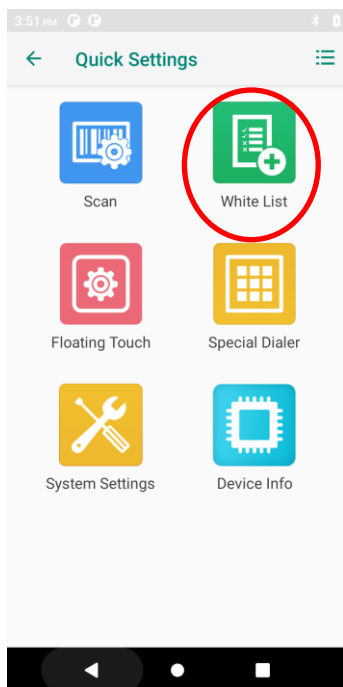 3:51 PM
Quick Settings
Scan
White List
Floating Touch
Special Dialer
System Settings
Device Info